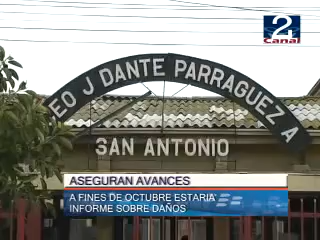 2
Canal
EO J DANTE PARRAGUEZ A
SAN ANTONIO
ASEGURAN AVANCES
A FINES DE OCTUBRE ESTARIA
INFORME SOBRE DAÑOS